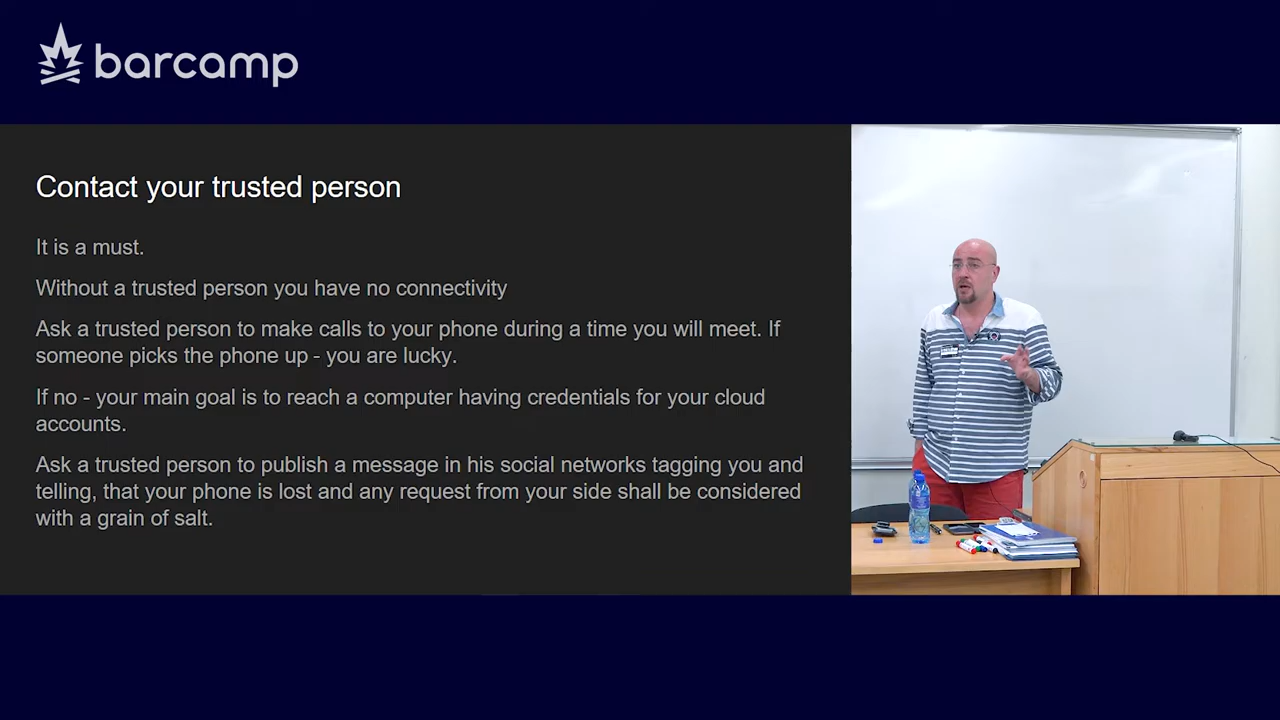 barcamp
Contact your trusted person
It is a must.
Without a trusted person you have no connectivity
Ask a trusted person to make calls to your phone during a time you will meet. If
someone picks the phone up - you are lucky.
If no - your main goal is to reach a computer having credentials for your cloud
accounts.
Ask a trusted person to publish a message in his social networks tagging you and
telling, that your phone is lost and any request from your side shall be considered
with a grain of salt.